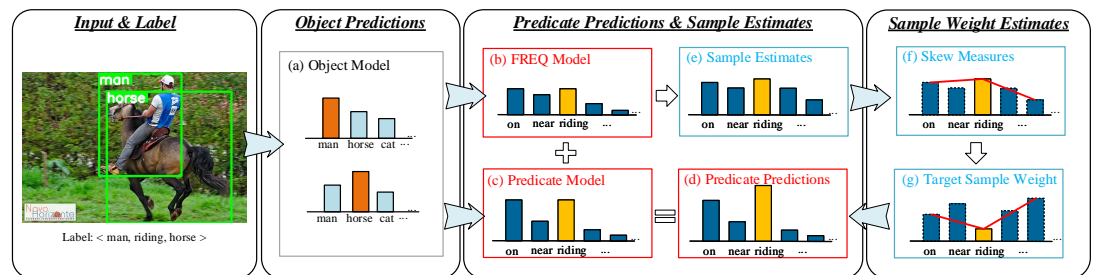 Input & Label
man
horse
Novo
Horizonte
Label: < man, riding, horse >
Object Predictions
(a) Object Model
man horse cat ...
man horse cat ...
Predicate Predictions & Sample Estimates
(b) FREQ Model
on near riding ... ...
(e) Sample Estimates
on near riding ... ...
(c) Predicate Model
on near riding ... ...
(d) Predicate Predictions
on near riding ... ...
Sample Weight Estimates
(f) Skew Measures
on near riding ... ...
(g) Target Sample Weight
on near riding ... ...